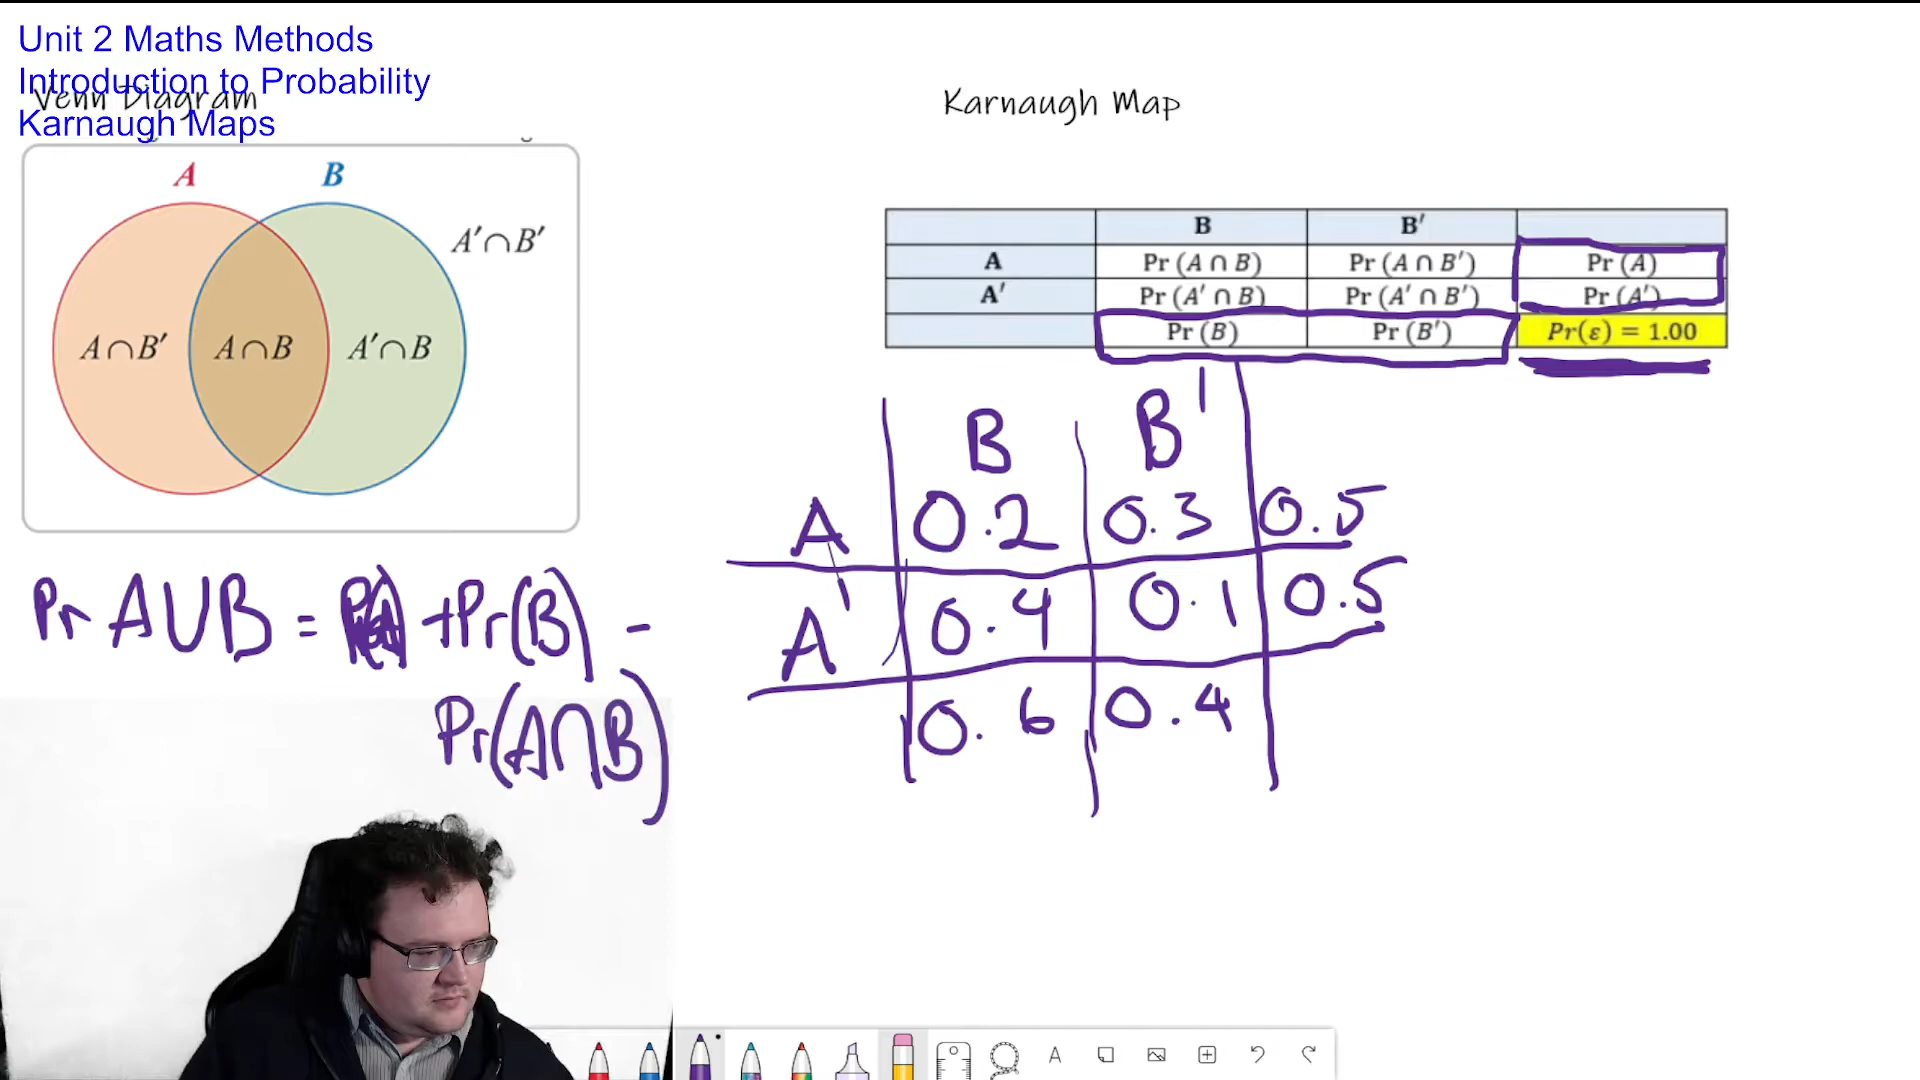 Unit 2 Maths Methods
Introduction to Probability
Karnaugh Maps
Venn Diagram
A B
A′∩B′
A∩B′ A∩B A′∩B
Pr A∪B = Pr(A) + Pr(B) -
Pr(A∩B)
Karnaugh Map
B B′
A Pr (A ∩ B) Pr (A ∩ B′) Pr (A)
A′ Pr (A′ ∩ B) Pr (A′ ∩ B′) Pr (A′)
Pr (B) Pr (B′) Pr(ε) = 1.00
B B'
A 0.2 0.3 0.5
A' 0.4 0.1 0.5
0.6 0.4